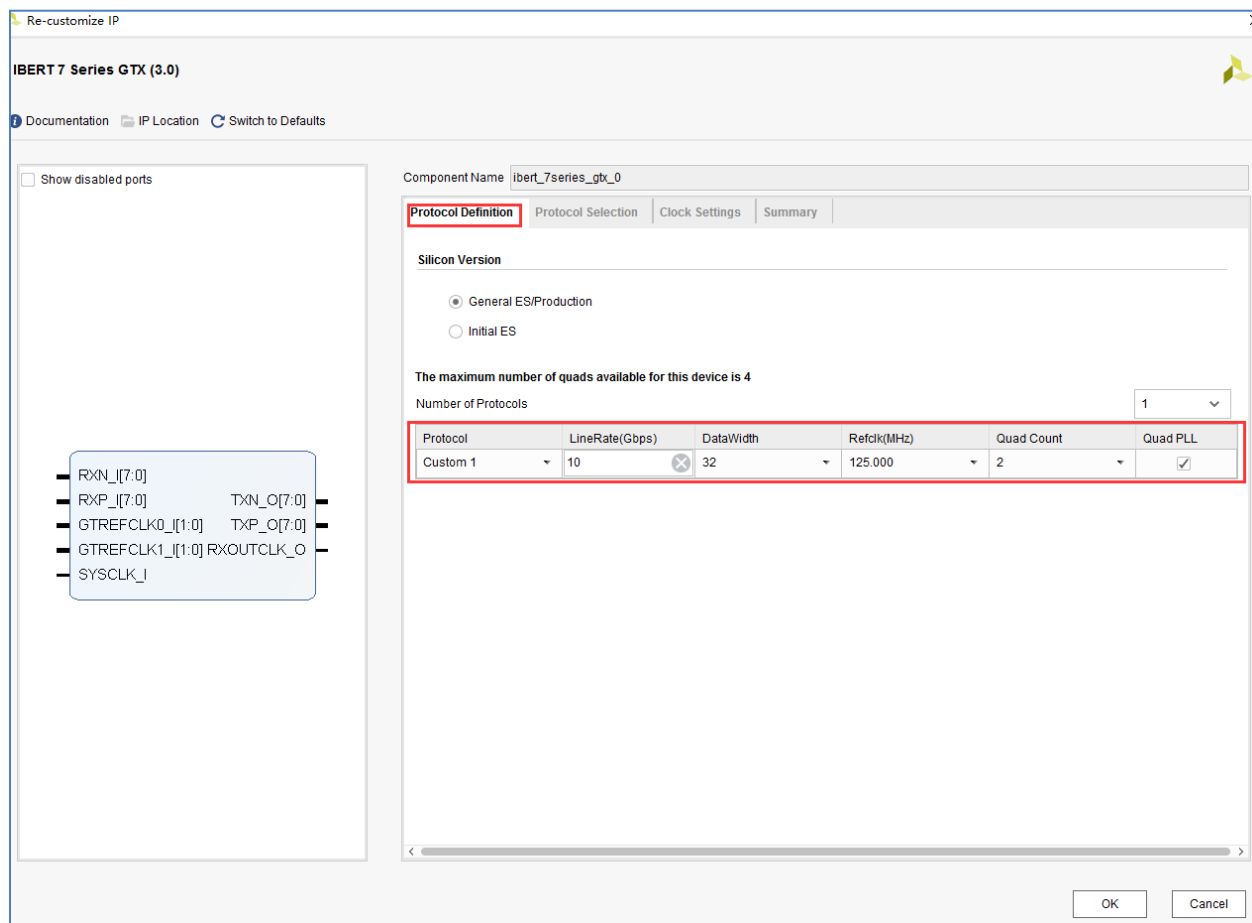 Re-customize IP
IBERT 7 Series GTX (3.0)
Documentation IP Location Switch to Defaults
Show disabled ports
RXN_I[7:0]
RXP_I[7:0] TXN_O[7:0]
GTREFCLK0_I[1:0] TXP_O[7:0]
GTREFCLK1_I[1:0] RXOUTCLK_O
SYSCLK_I
Component Name ibert_7series_gtx_0
Protocol Definition Protocol Selection Clock Settings Summary
Silicon Version
General ES/Production
Initial ES
The maximum number of quads available for this device is 4
Number of Protocols 1
Protocol LineRate(Gbps) DataWidth Refclk(MHz) Quad Count Quad PLL
Custom 1 10 32 125.000 2
OK Cancel